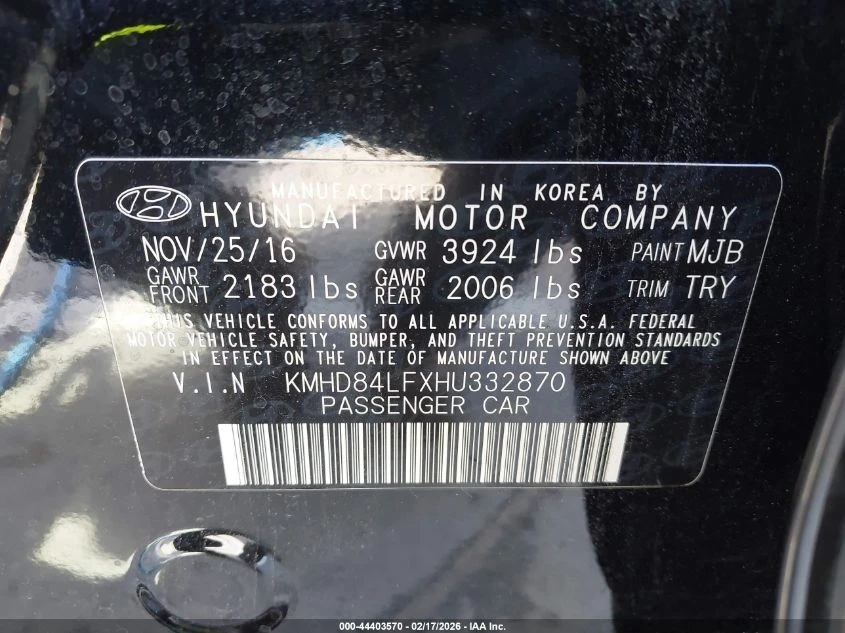 MANUFACTURED IN KOREA BY
HYUNDAI MOTOR COMPANY
NOV/25/16 GVWR 3924 lbs PAINT MJB
GAWR FRONT 2183 lbs GAWR REAR 2006 lbs TRIM TRY
THIS VEHICLE CONFORMS TO ALL APPLICABLE U.S.A. FEDERAL
MOTOR VEHICLE SAFETY, BUMPER, AND THEFT PREVENTION STANDARDS
IN EFFECT ON THE DATE OF MANUFACTURE SHOWN ABOVE
V.I.N KMHD84LFXHU332870
PASSENGER CAR
000-44403570 - 02/17/2026 - IAA Inc.